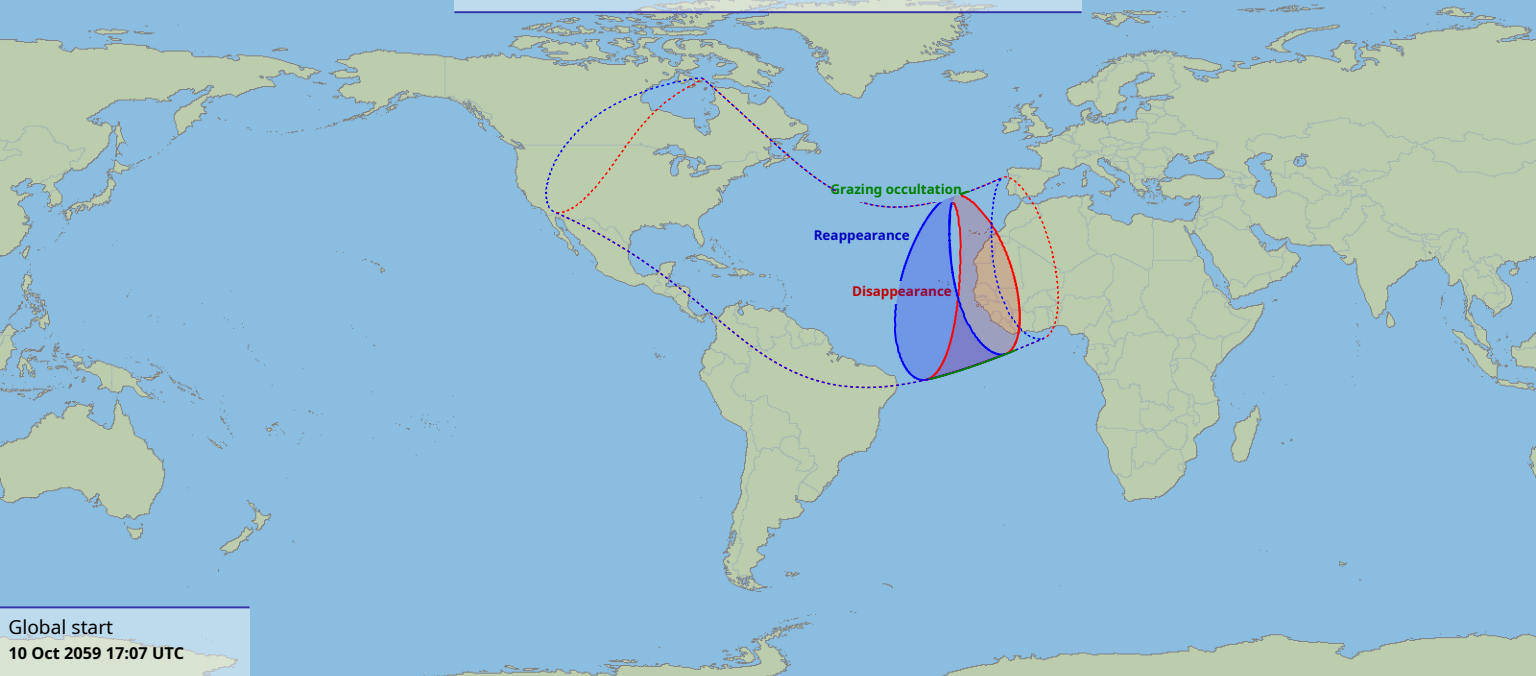 Grazing occultation
Reappearance
Disappearance
Global start
10 Oct 2059 17:07 UTC